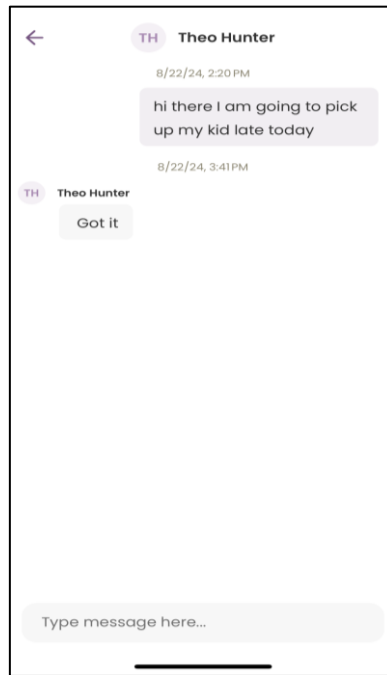 TH Theo Hunter
8/22/24, 2:20 PM
hi there I am going to pick
up my kid late today
8/22/24, 3:41 PM
TH Theo Hunter
Got it
Type message here...